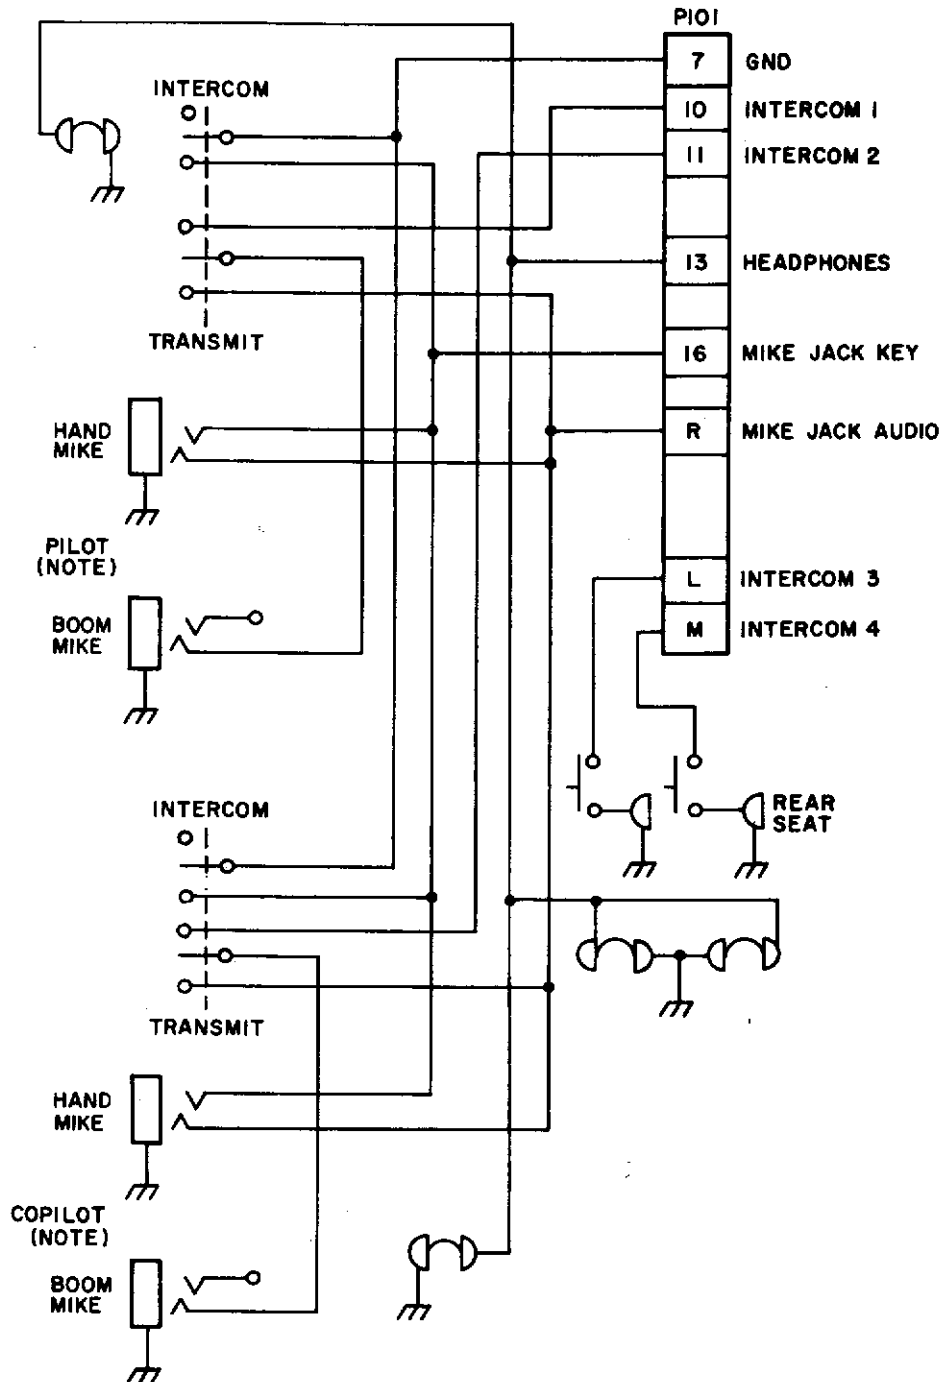 P101
7 GND
INTERCOM
10 INTERCOM 1
11 INTERCOM 2
13 HEADPHONES
TRANSMIT
16 MIKE JACK KEY
HAND
MIKE
R MIKE JACK AUDIO
PILOT
(NOTE)
L INTERCOM 3
BOOM
MIKE
M INTERCOM 4
INTERCOM
REAR
SEAT
TRANSMIT
HAND
MIKE
COPILOT
(NOTE)
BOOM
MIKE